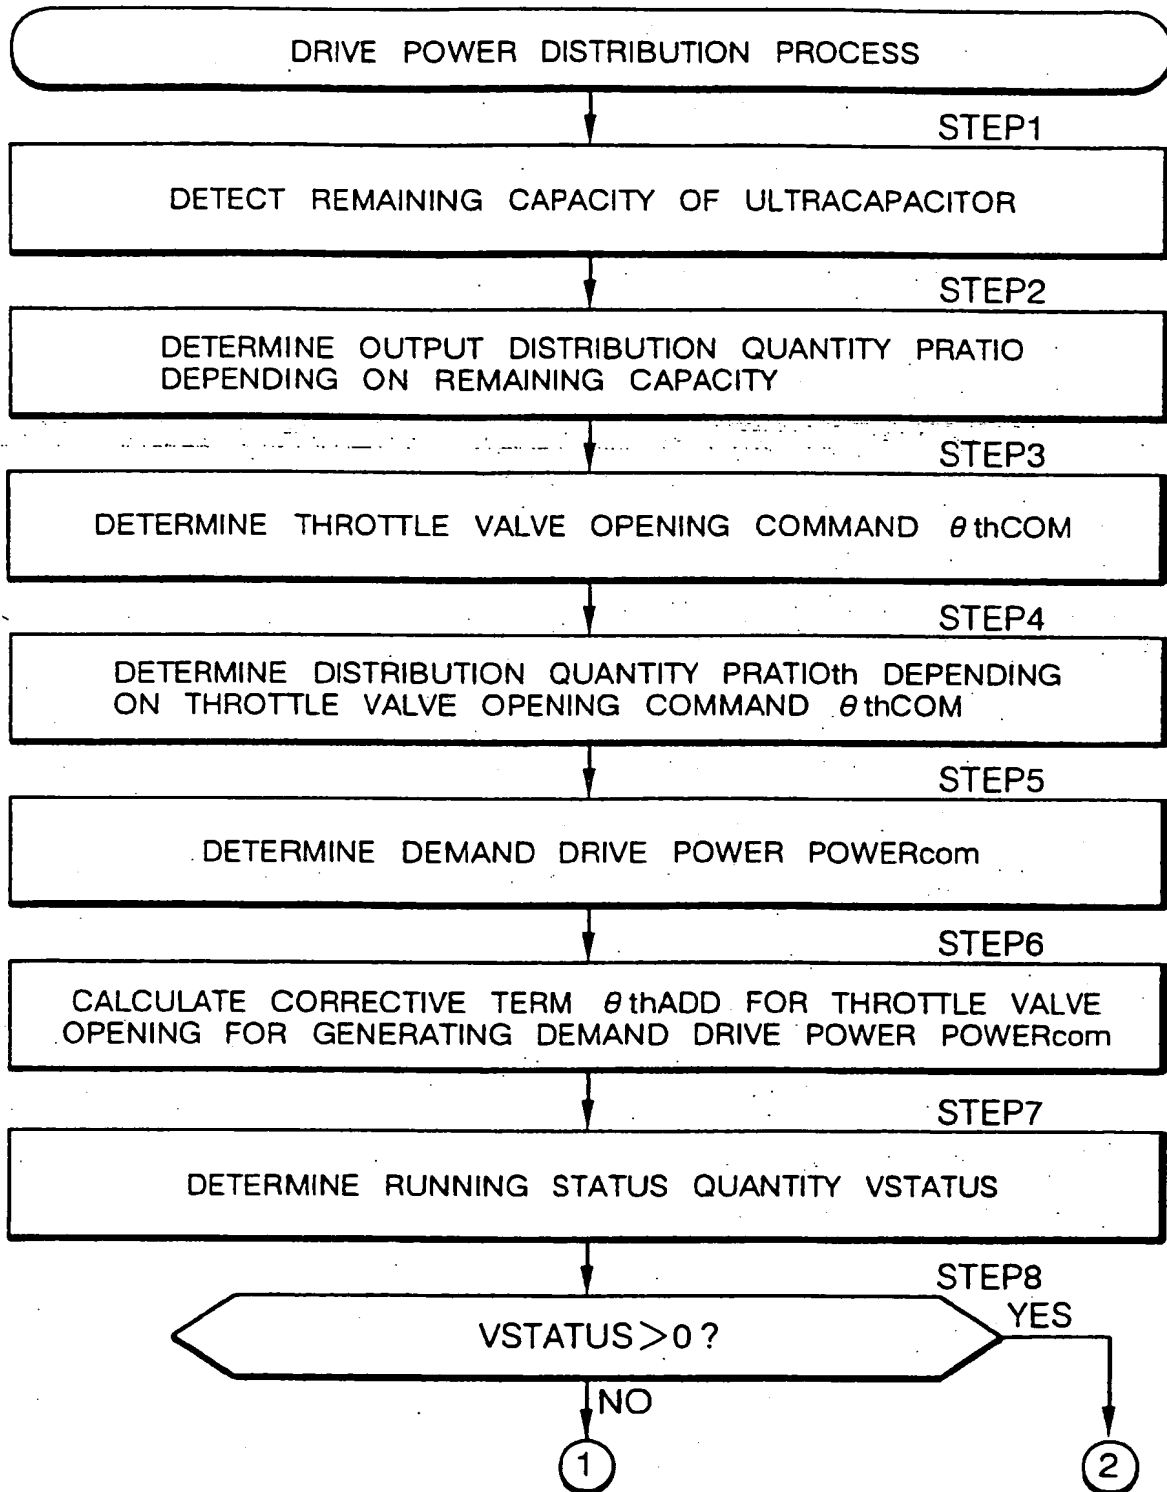 DRIVE POWER DISTRIBUTION PROCESS
STEP1
DETECT REMAINING CAPACITY OF ULTRACAPACITOR
STEP2
DETERMINE OUTPUT DISTRIBUTION QUANTITY PRATIO
DEPENDING ON REMAINING CAPACITY
STEP3
DETERMINE THROTTLE VALVE OPENING COMMAND θthCOM
STEP4
DETERMINE DISTRIBUTION QUANTITY PRATIOth DEPENDING
ON THROTTLE VALVE OPENING COMMAND θthCOM
STEP5
DETERMINE DEMAND DRIVE POWER POWERcom
STEP6
CALCULATE CORRECTIVE TERM θthADD FOR THROTTLE VALVE
OPENING FOR GENERATING DEMAND DRIVE POWER POWERcom
STEP7
DETERMINE RUNNING STATUS QUANTITY VSTATUS
STEP8
VSTATUS>0?
YES
NO
1
2